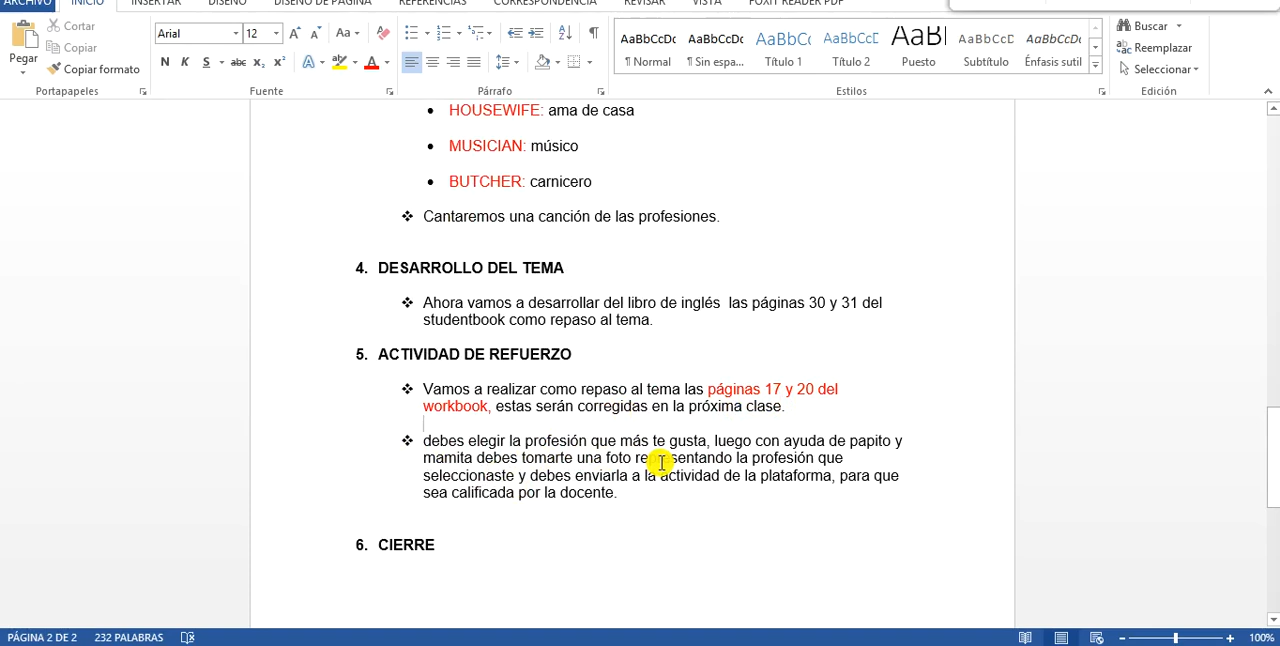 ARCHIVO INICIO INSERTAR DISEÑO DISEÑO DE PÁGINA REFERENCIAS CORRESPONDENCIA REVISAR VISTA FOXIT READER PDF
Pegar
Cortar
Copiar
Copiar formato
Portapapeles
Arial 12 Aa
N K S abc x₂ x² A A
Fuente
Párrafo
AaBbCcDc AaBbCcDc AaBbC( AaBbCcD AaB AaBbCcD AaBbCcDc
¶ Normal ¶ Sin espa... Título 1 Título 2 Puesto Subtítulo Énfasis sutil
Estilos
Buscar
Reemplazar
Seleccionar
Edición
• HOUSEWIFE: ama de casa
• MUSICIAN: músico
• BUTCHER: carnicero
❖ Cantaremos una canción de las profesiones.
4. DESARROLLO DEL TEMA
❖ Ahora vamos a desarrollar del libro de inglés las páginas 30 y 31 del
studentbook como repaso al tema.
5. ACTIVIDAD DE REFUERZO
❖ Vamos a realizar como repaso al tema las páginas 17 y 20 del
workbook, estas serán corregidas en la próxima clase.
❖ debes elegir la profesión que más te gusta, luego con ayuda de papito y
mamita debes tomarte una foto representando la profesión que
seleccionaste y debes enviarla a la actividad de la plataforma, para que
sea calificada por la docente.
6. CIERRE
PÁGINA 2 DE 2 232 PALABRAS 100%